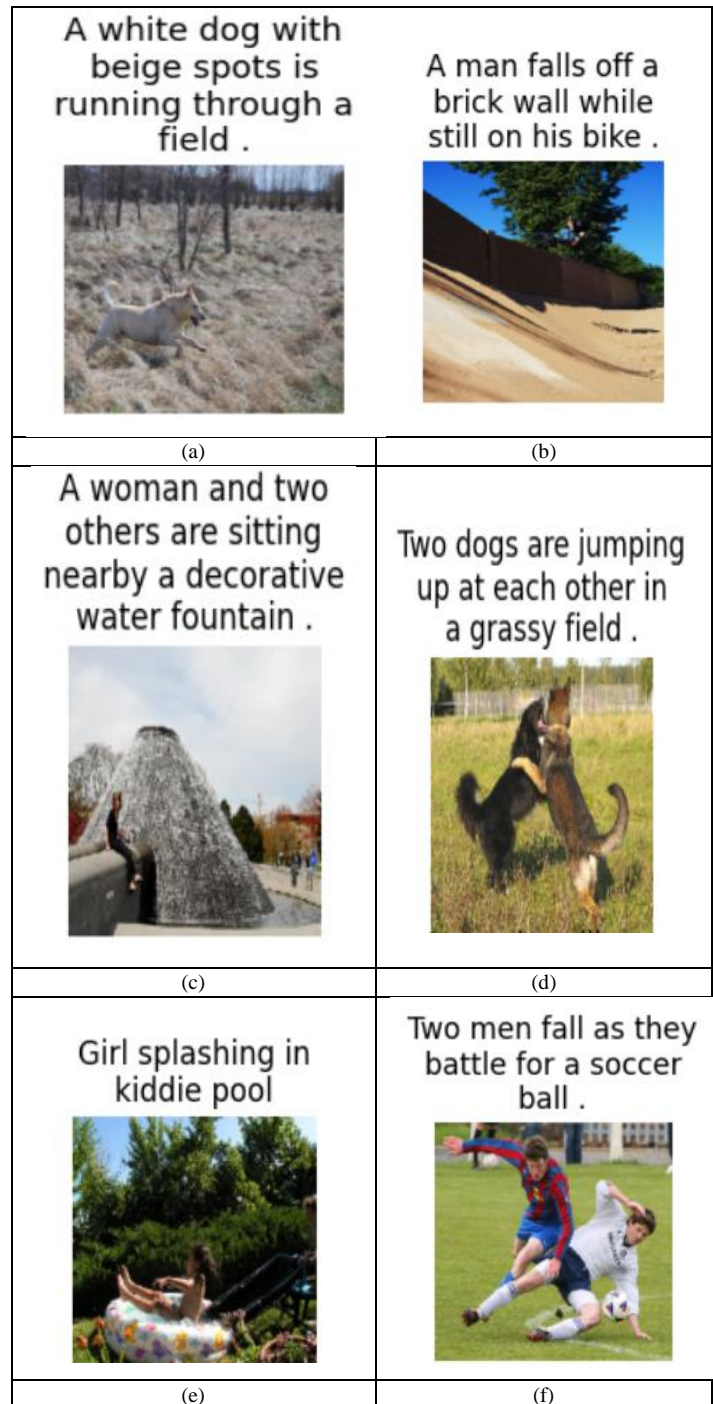 A white dog with
beige spots is
running through a
field .
A man falls off a
brick wall while
still on his bike .
(a)
(b)
A woman and two
others are sitting
nearby a decorative
water fountain .
Two dogs are jumping
up at each other in
a grassy field .
(c)
(d)
Girl splashing in
kiddie pool
Two men fall as they
battle for a soccer
ball .
(e)
(f)